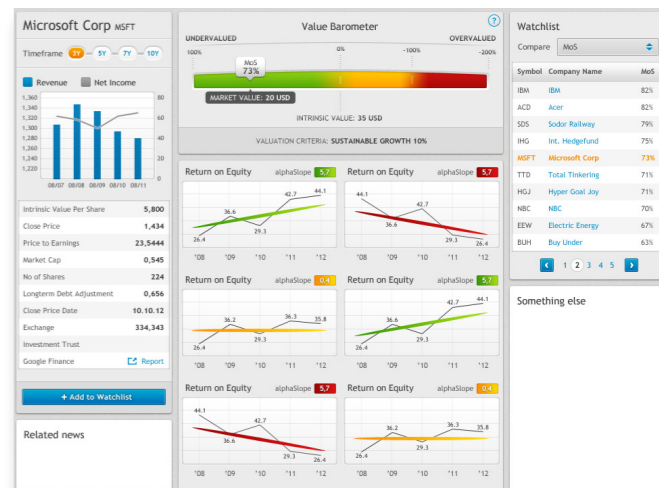 Microsoft Corp MSFT
Timeframe 3Y 5Y 7Y 10Y
Revenue Net Income
1,360 80
1,340
1,320 60
1,300
1,280 40
1,260
1,240 20
1,220
0
08/07 08/08 08/09 08/10 08/11
Intrinsic Value Per Share 5,800
Close Price 1,434
Price to Earnings 23,5444
Market Cap 0,545
No of Shares 224
Longterm Debt Adjustment 0,656
Close Price Date 10.10.12
Exchange 334,343
Investment Trust
Google Finance Report
+ Add to Watchlist
Related news
Value Barometer
?
UNDERVALUED OVERVALUED
100% 0% -100% -200%
MoS
73%
MARKET VALUE: 20 USD
INTRINSIC VALUE: 35 USD
VALUATION CRITERIA: SUSTAINABLE GROWTH 10%
Return on Equity alphaSlope 5,7
26.4 36.6 29.3 42.7 44.1
'08 '09 '10 '11 '12
Return on Equity alphaSlope 5,7
44.1 36.6 42.7 29.3 26.4
'08 '09 '10 '11 '12
Return on Equity alphaSlope 0,4
26.4 36.2 29.3 36.3 35.8
'08 '09 '10 '11 '12
Return on Equity alphaSlope 5,7
26.4 36.6 29.3 42.7 44.1
'08 '09 '10 '11 '12
Return on Equity alphaSlope 5,7
44.1 36.6 42.7 29.3 26.4
'08 '09 '10 '11 '12
Return on Equity alphaSlope 0,4
26.4 36.2 29.3 36.3 35.8
'08 '09 '10 '11 '12
Watchlist
Compare MoS
Symbol Company Name MoS
IBM IBM 82%
ACD Acer 82%
SDS Sodor Railway 79%
IHG Int. Hedgefund 75%
MSFT Microsoft Corp 73%
TTD Total Tinkering 71%
HGJ Hyper Goal Joy 71%
NBC NBC 70%
EEW Electric Energy 67%
BUH Buy Under 63%
1 2 3 4 5
Something else